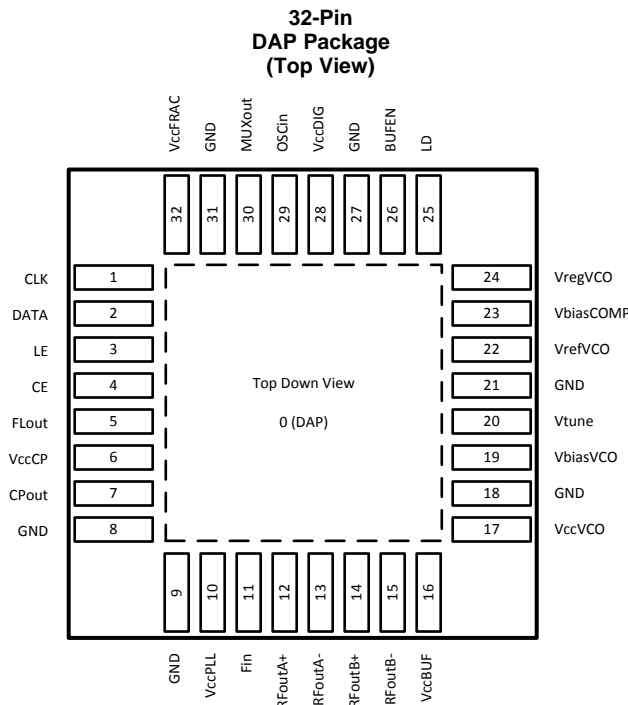 32-Pin
DAP Package
(Top View)
VccFRAC
GND
MUXout
OSCin
VccDIG
GND
BUFEN
LD
32
31
30
29
28
27
26
25
CLK 1
DATA 2
LE 3
CE 4
FLout 5
VccCP 6
CPout 7
GND 8
Top Down View
0 (DAP)
24 VregVCO
23 VbiasCOMP
22 VrefVCO
21 GND
20 Vtune
19 VbiasVCO
18 GND
17 VccVCO
9
10
11
12
13
14
15
16
GND
VccPLL
Fin
RFoutA+
RFoutA-
RFoutB+
RFoutB-
VccBUF